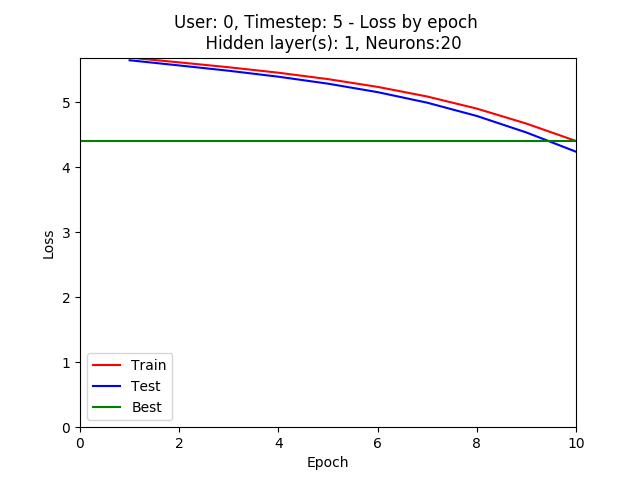 User: 0, Timestep: 5 - Loss by epoch
Hidden layer(s): 1, Neurons:20
5
4
3
2
1
0
Loss
Train
Test
Best
0 2 4 6 8 10
Epoch